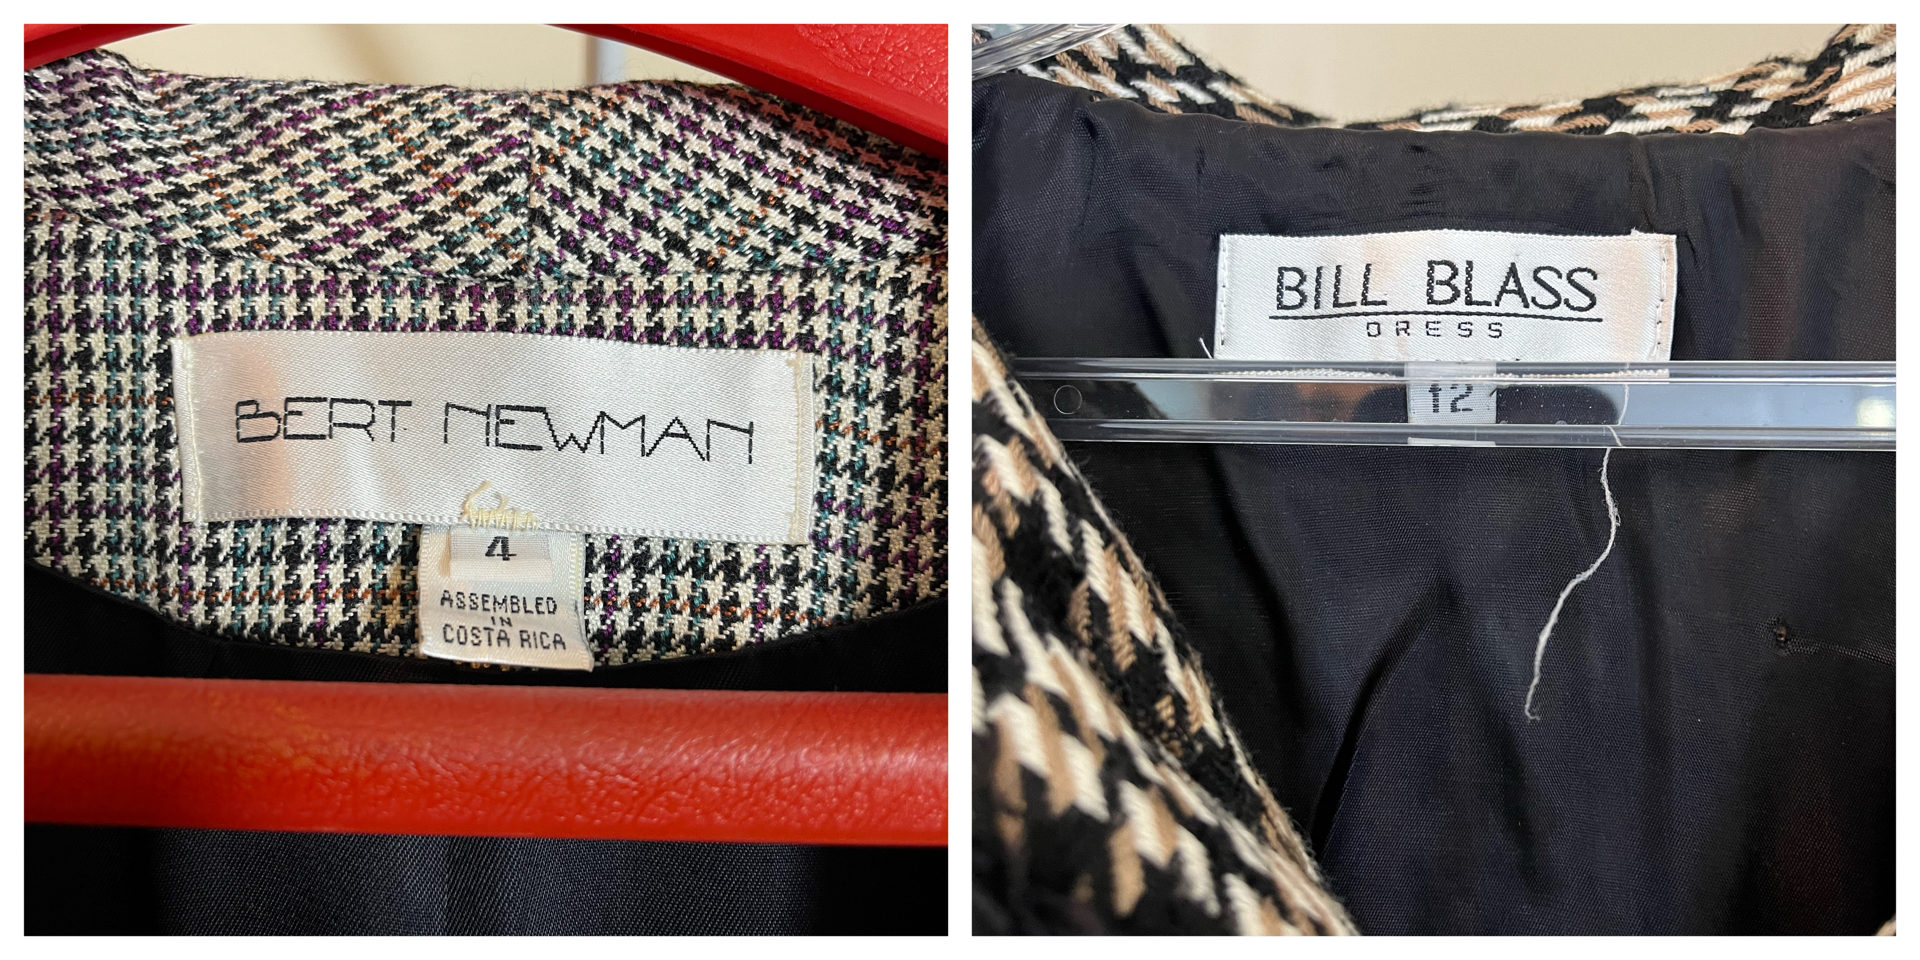 BERT NEWMAN
4
ASSEMBLED
IN
COSTA RICA
BILL BLASS
DRESS
12